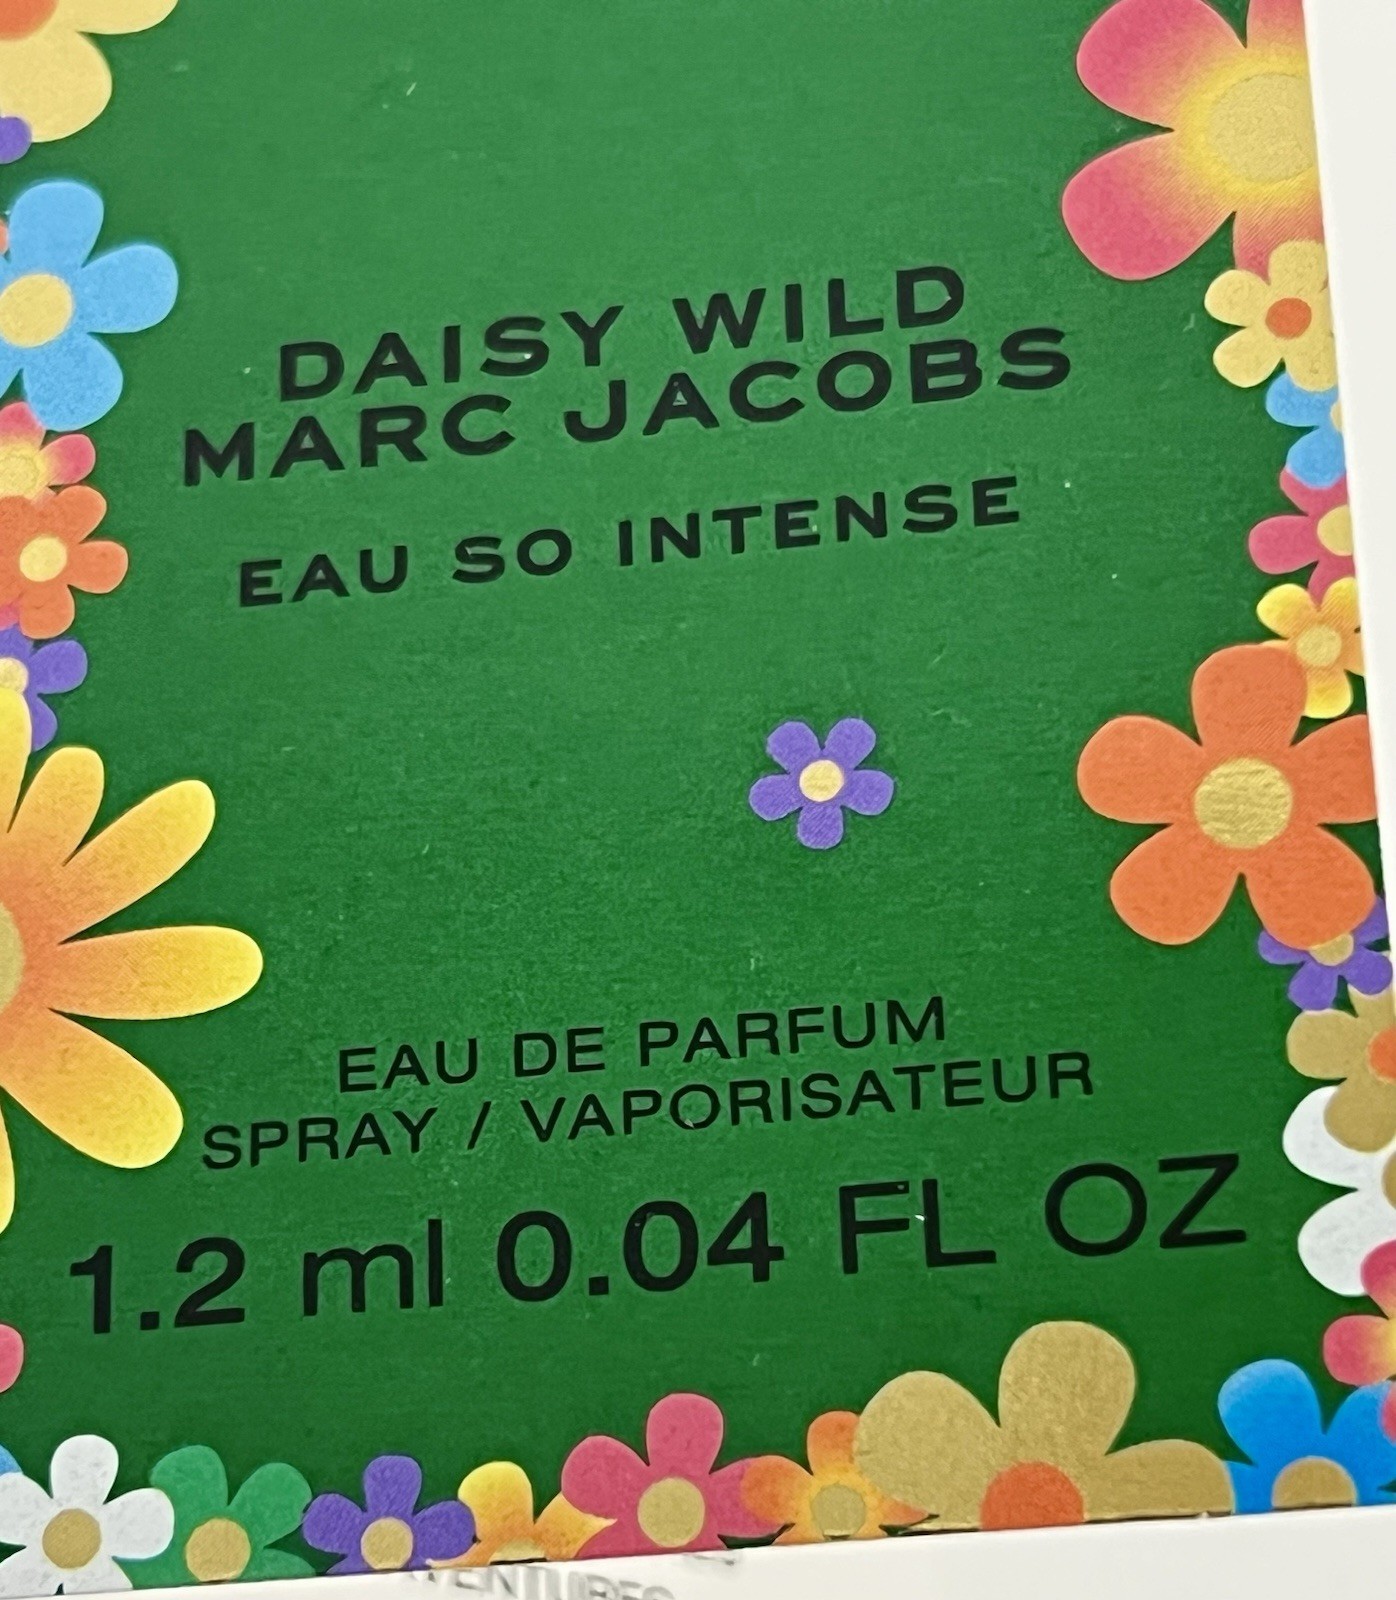 DAISY WILD
MARC JACOBS
EAU SO INTENSE
EAU DE PARFUM
SPRAY / VAPORISATEUR
1.2 ml 0.04 FL OZ